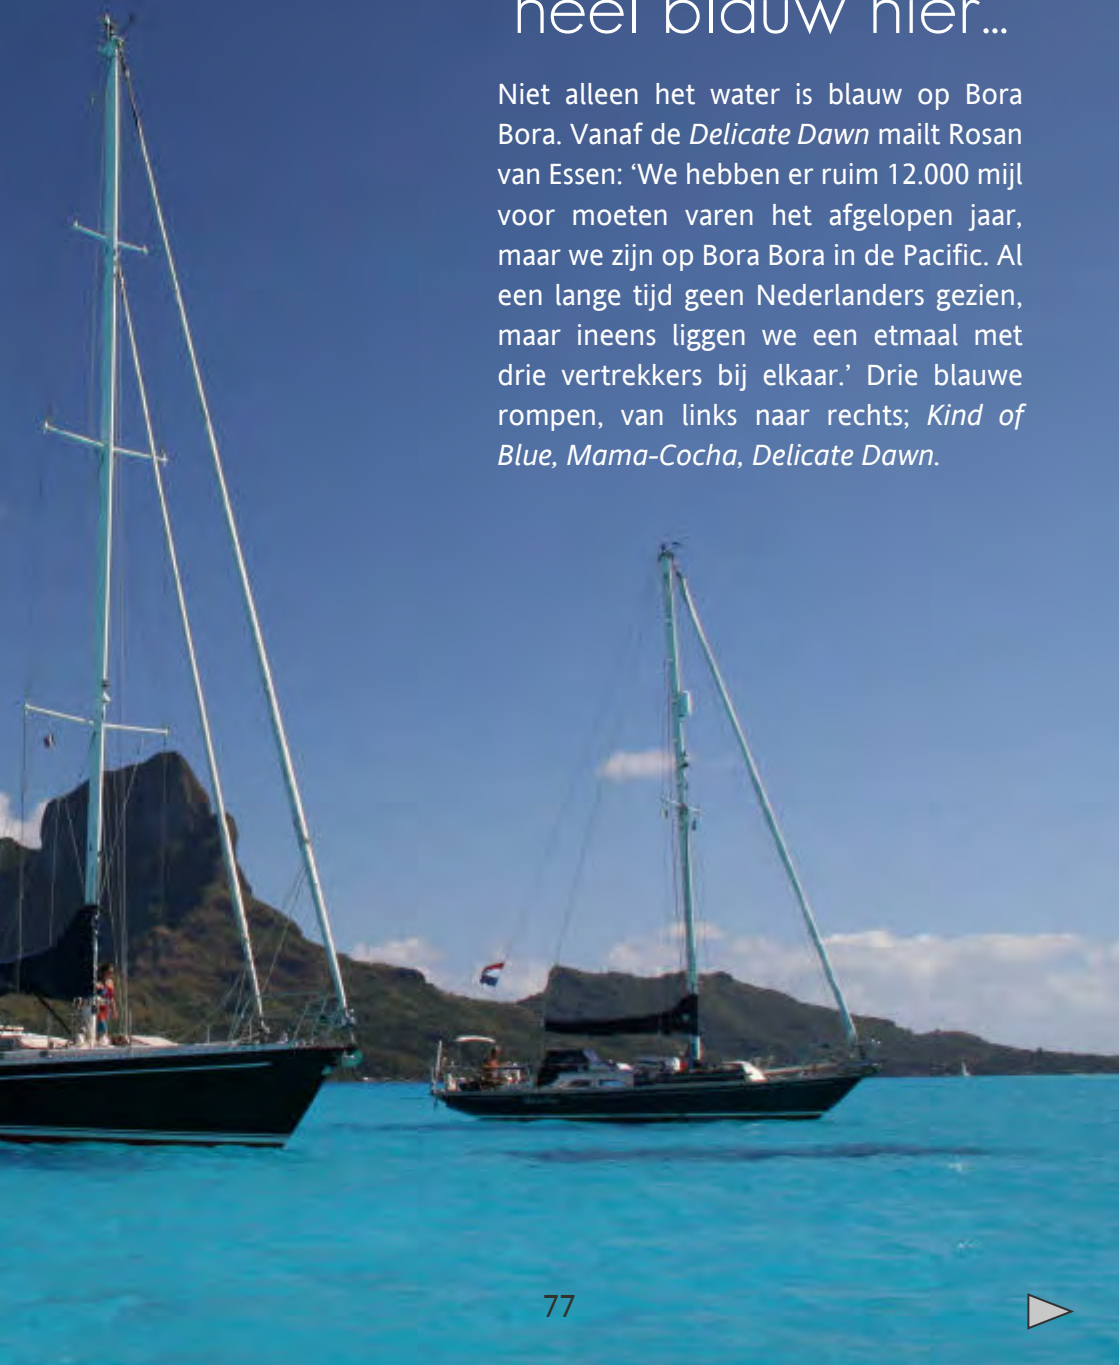 heel blauw hier...
Niet alleen het water is blauw op Bora
Bora. Vanaf de Delicate Dawn mailt Rosan
van Essen: ‘We hebben er ruim 12.000 mijl
voor moeten varen het afgelopen jaar,
maar we zijn op Bora Bora in de Pacific. Al
een lange tijd geen Nederlanders gezien,
maar ineens liggen we een etmaal met
drie vertrekkers bij elkaar.’ Drie blauwe
rompen, van links naar rechts; Kind of
Blue, Mama-Cocha, Delicate Dawn.
77